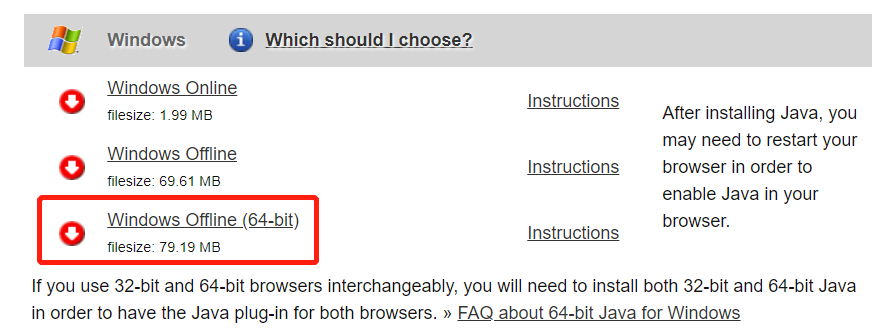 Windows
Which should I choose?
Windows Online
filesize: 1.99 MB
Instructions
Windows Offline
filesize: 69.61 MB
Instructions
Windows Offline (64-bit)
filesize: 79.19 MB
Instructions
After installing Java, you
may need to restart your
browser in order to
enable Java in your
browser.
If you use 32-bit and 64-bit browsers interchangeably, you will need to install both 32-bit and 64-bit Java
in order to have the Java plug-in for both browsers. » FAQ about 64-bit Java for Windows